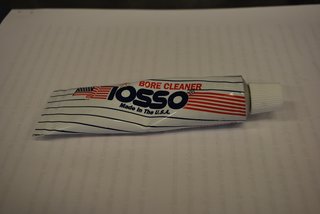 BORE CLEANER
IOSSO
Made In The U.S.A.